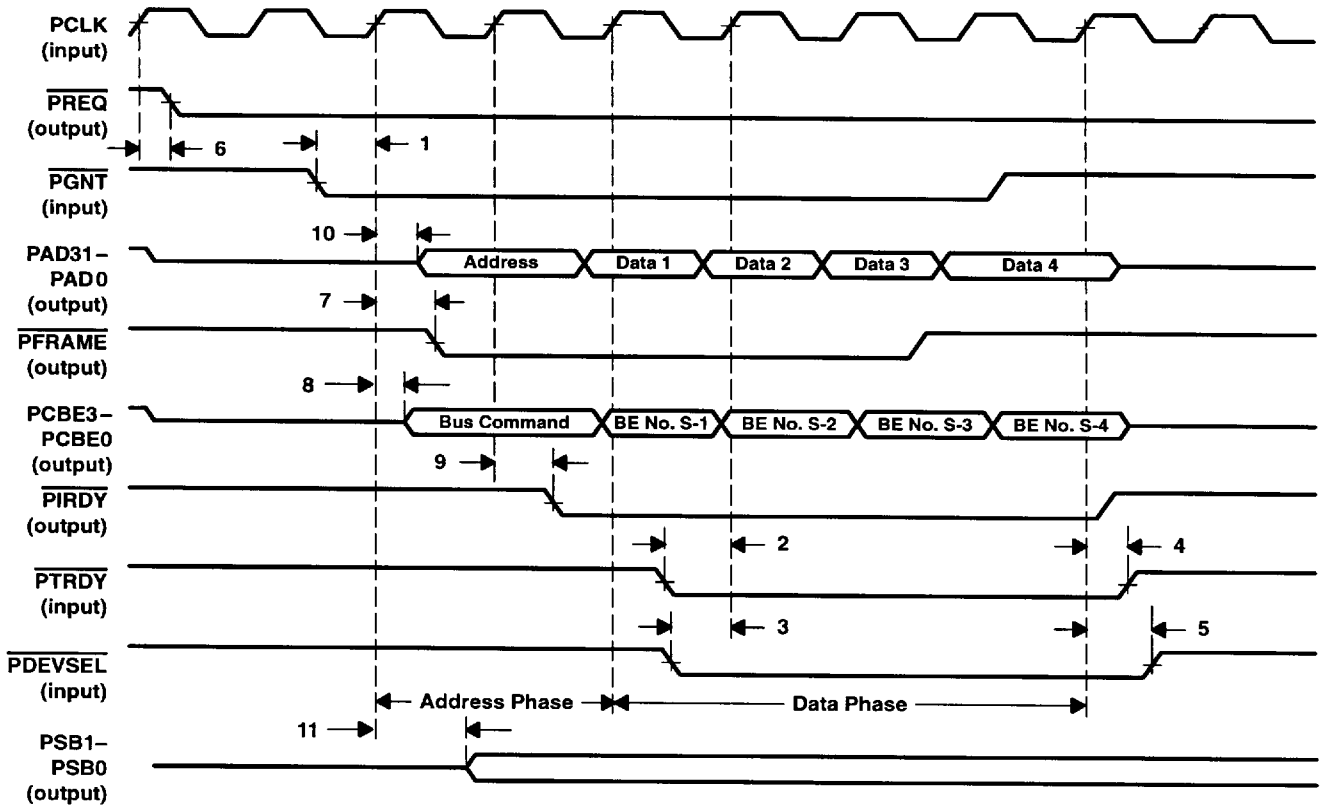 PCLK
(input)
PREQ
(output)
6
1
PGNT
(input)
10
PAD31–
PAD0
(output)
Address
Data 1
Data 2
Data 3
Data 4
7
PFRAME
(output)
8
PCBE3–
PCBE0
(output)
Bus Command
BE No. S-1
BE No. S-2
BE No. S-3
BE No. S-4
9
PIRDY
(output)
2
4
PTRDY
(input)
3
5
PDEVSEL
(input)
Address Phase
Data Phase
11
PSB1–
PSB0
(output)